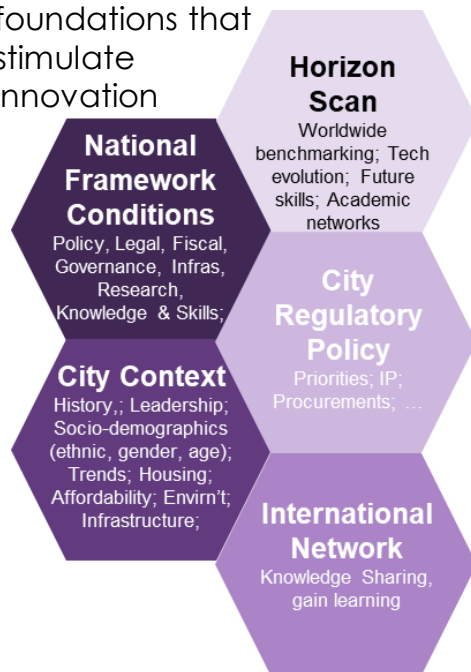 foundations that
stimulate
innovation
Horizon
Scan
Worldwide
benchmarking; Tech
evolution; Future
skills; Academic
networks
National
Framework
Conditions
Policy, Legal, Fiscal,
Governance, Infras,
Research,
Knowledge & Skills;
City
Regulatory
Policy
Priorities; IP;
Procurements; ...
City Context
History,; Leadership;
Socio-demographics
(ethnic, gender, age);
Trends; Housing;
Affordability; Envirn't;
Infrastructure;
International
Network
Knowledge Sharing,
gain learning